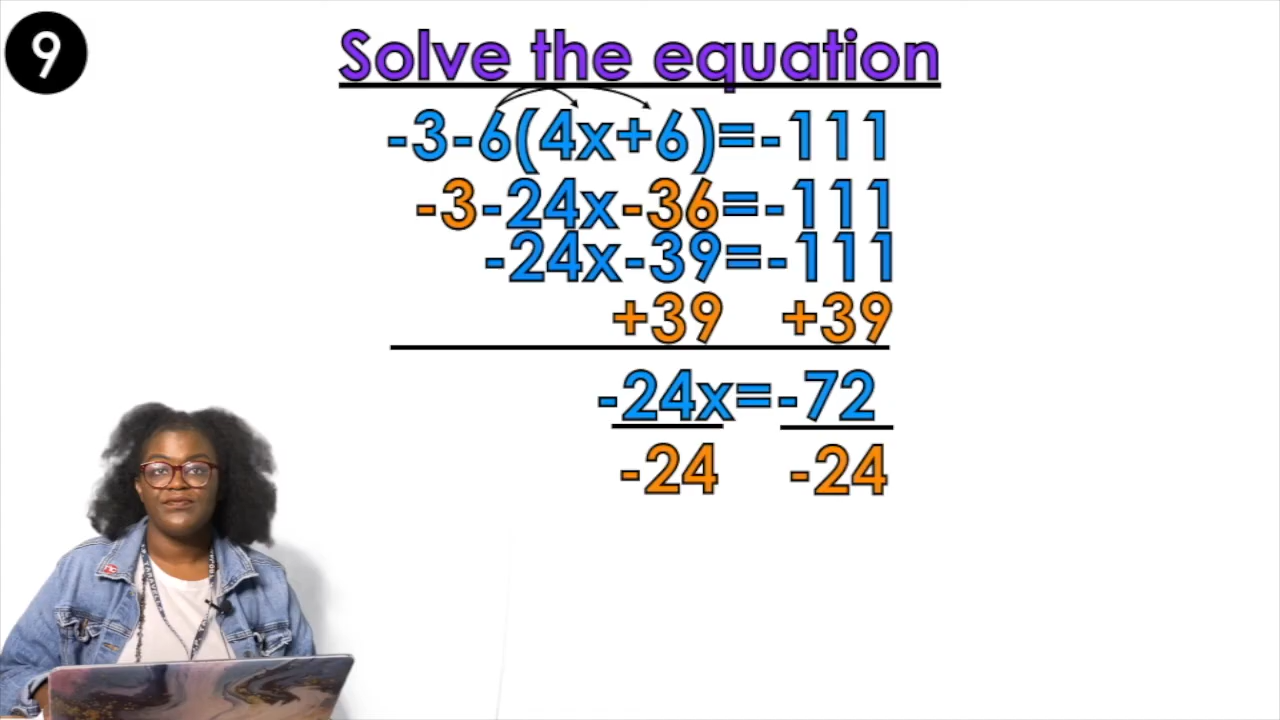 9
Solve the equation
-3-6(4x+6)=-111
-3-24x-36=-111
-24x-39=-111
+39 +39
-24x=-72
-24 -24